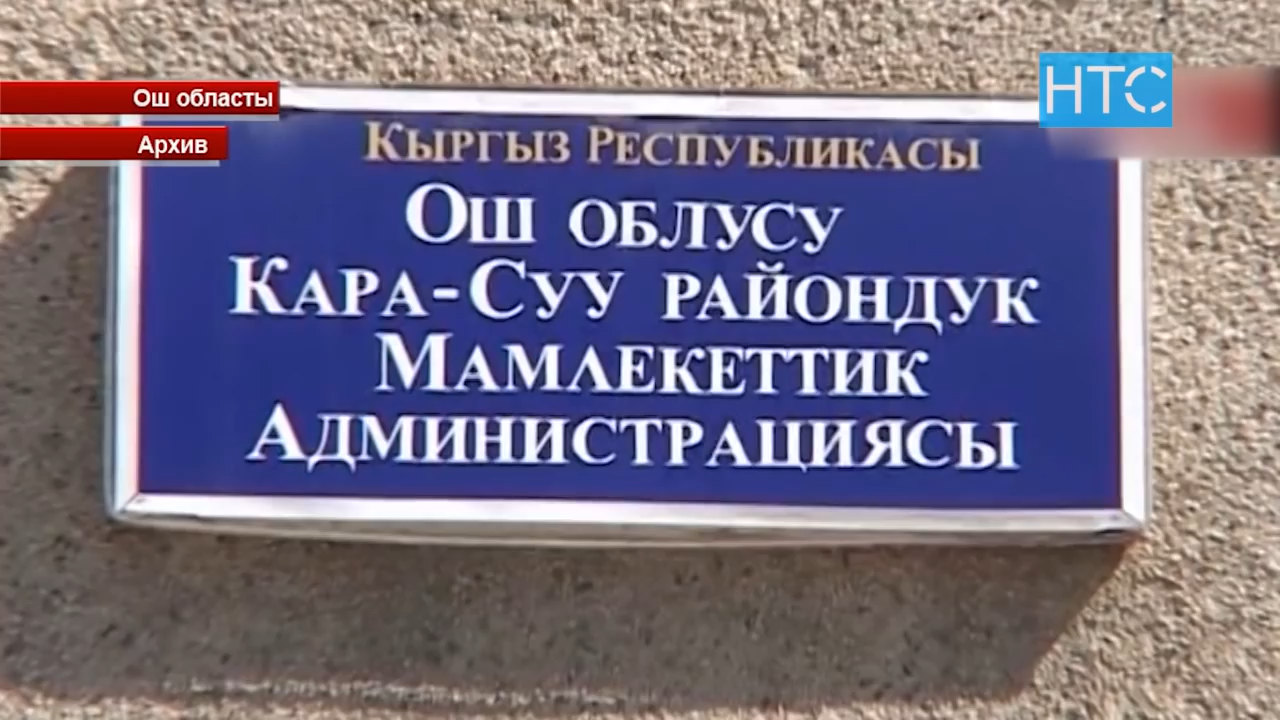 Ош областы
Архив
НТС
Кыргыз Республикасы
Ош облусу
Кара-Суу райондук
Мамлекеттик
Администрациясы